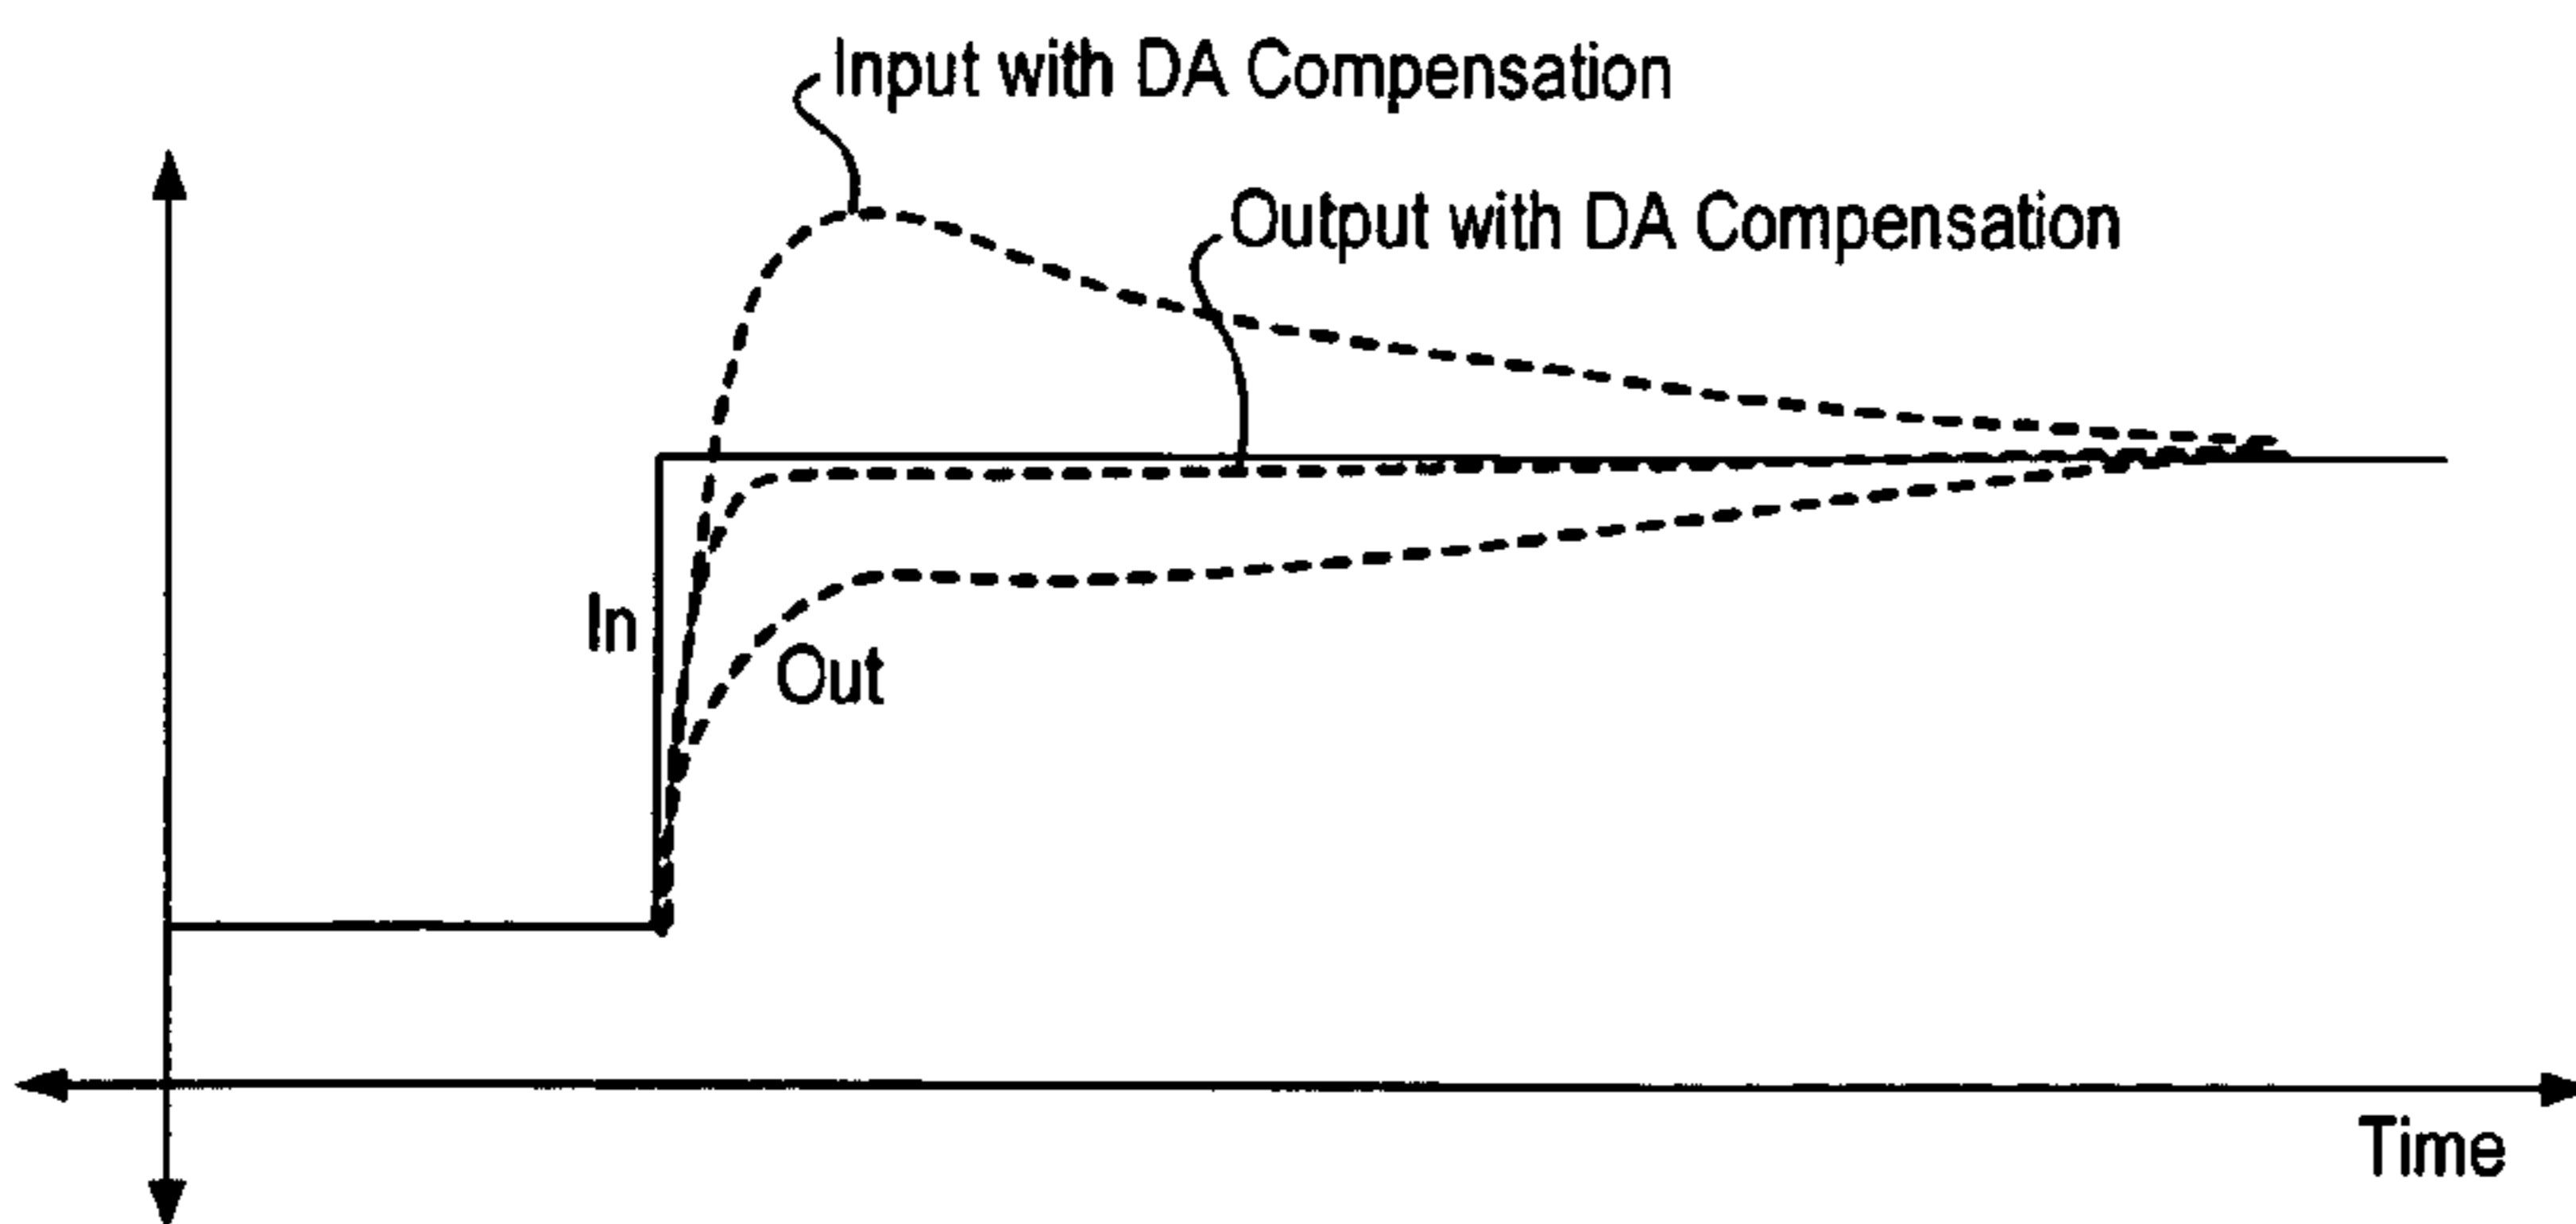 Input with DA Compensation
Output with DA Compensation
In
Out
Time